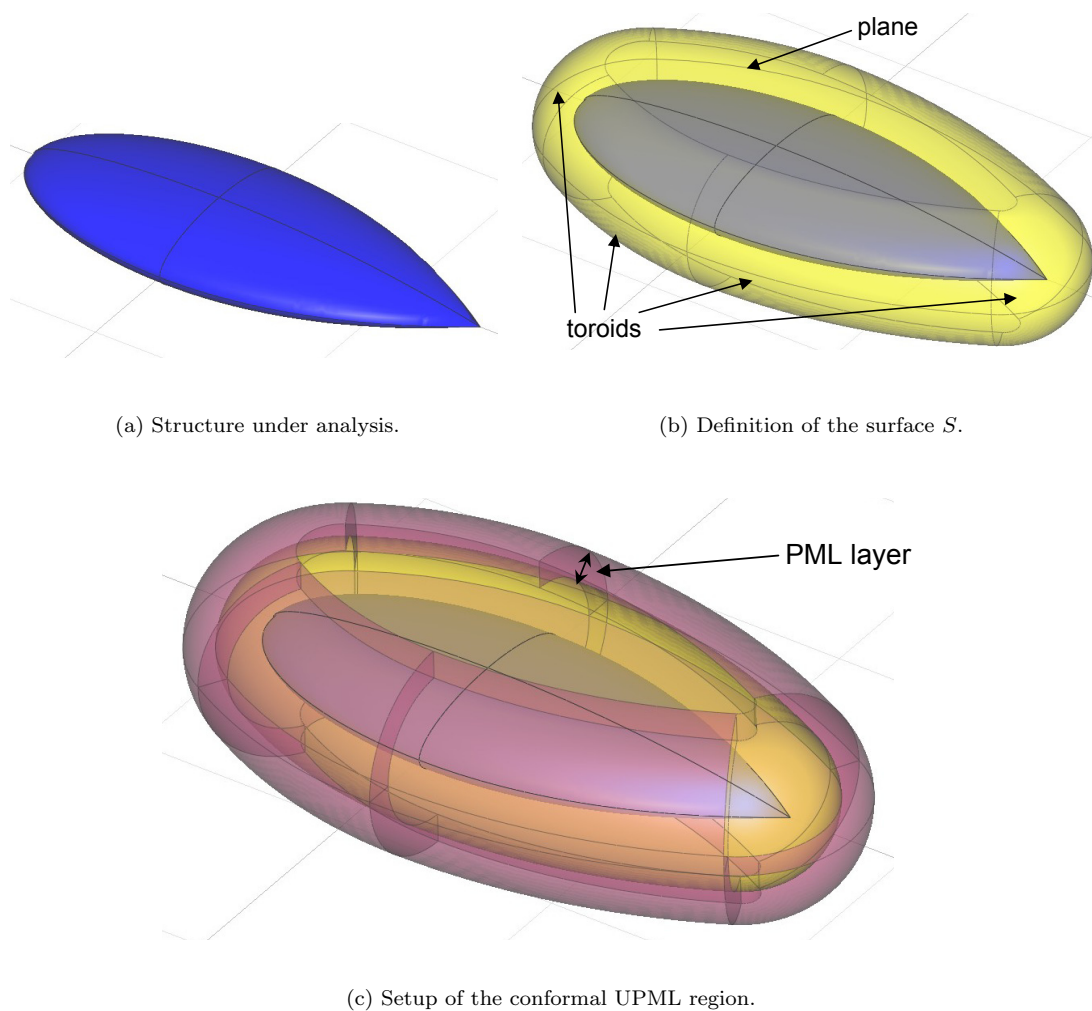 plane
toroids
(a) Structure under analysis.
(b) Definition of the surface S.
PML layer
(c) Setup of the conformal UPML region.